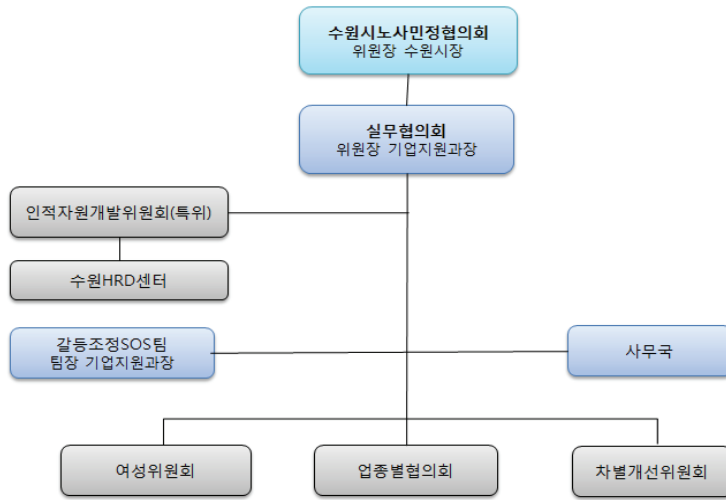 수원시노사민정협의회
위원장 수원시장
실무협의회
위원장 기업지원과장
인적자원개발위원회(특위)
수원HRD센터
갈등조정SOS팀
팀장 기업지원과장
사무국
여성위원회
업종별협의회
차별개선위원회